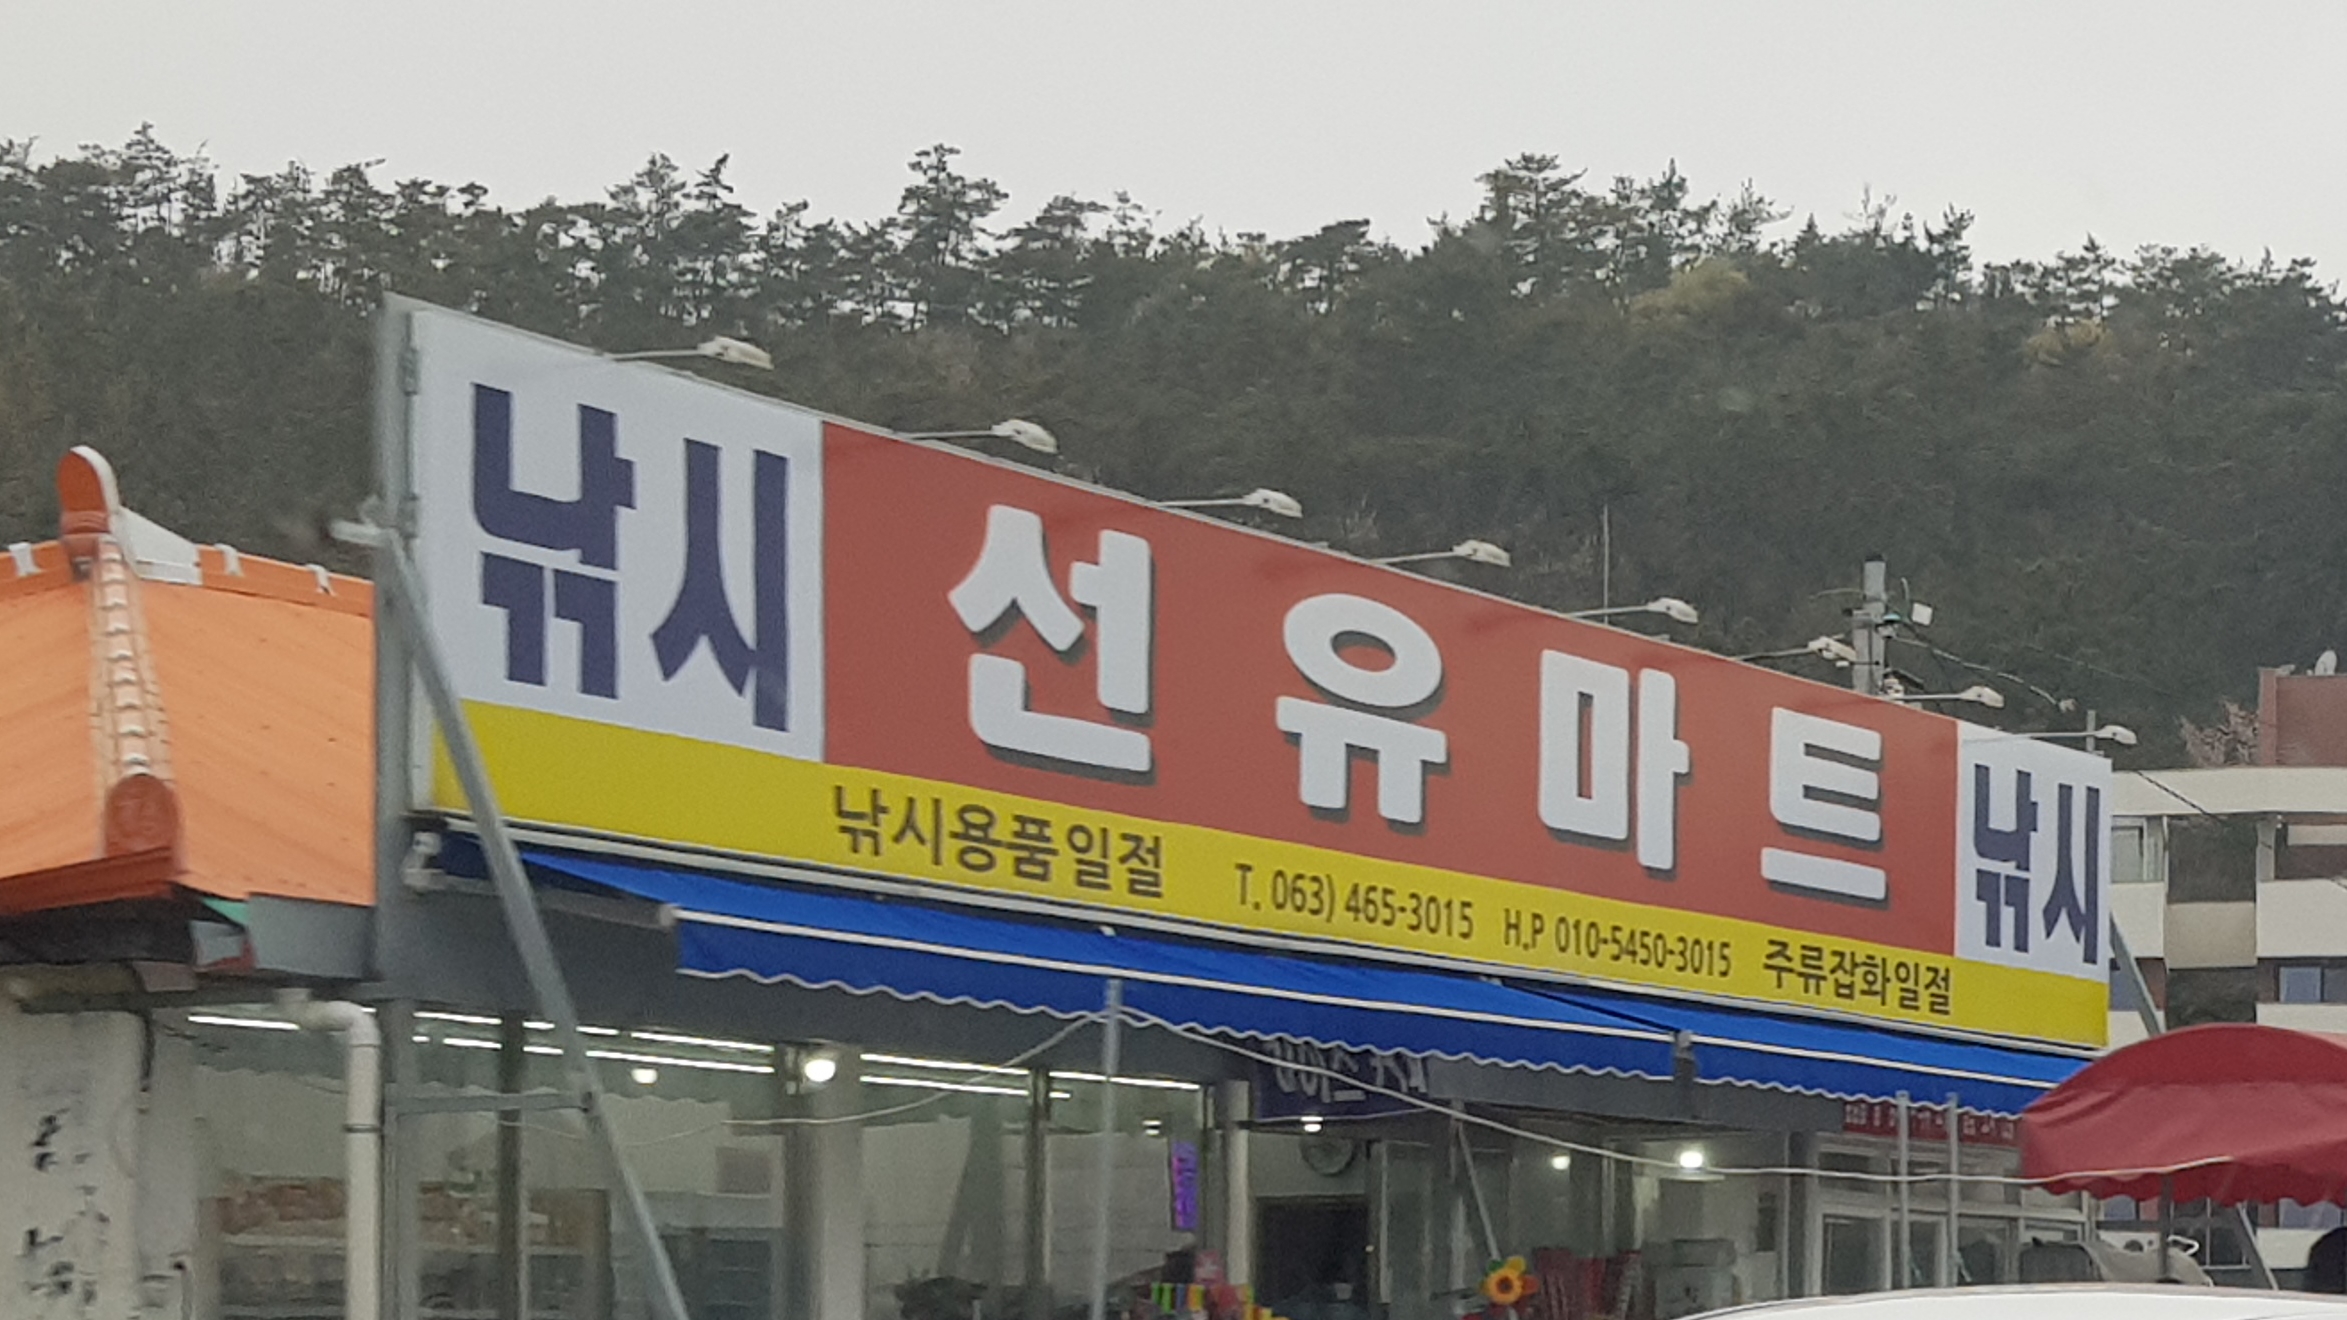 낚시 선유마트 낚시
낚시용품일절 T. 063) 465-3015 H.P 010-5450-3015 주류잡화일절